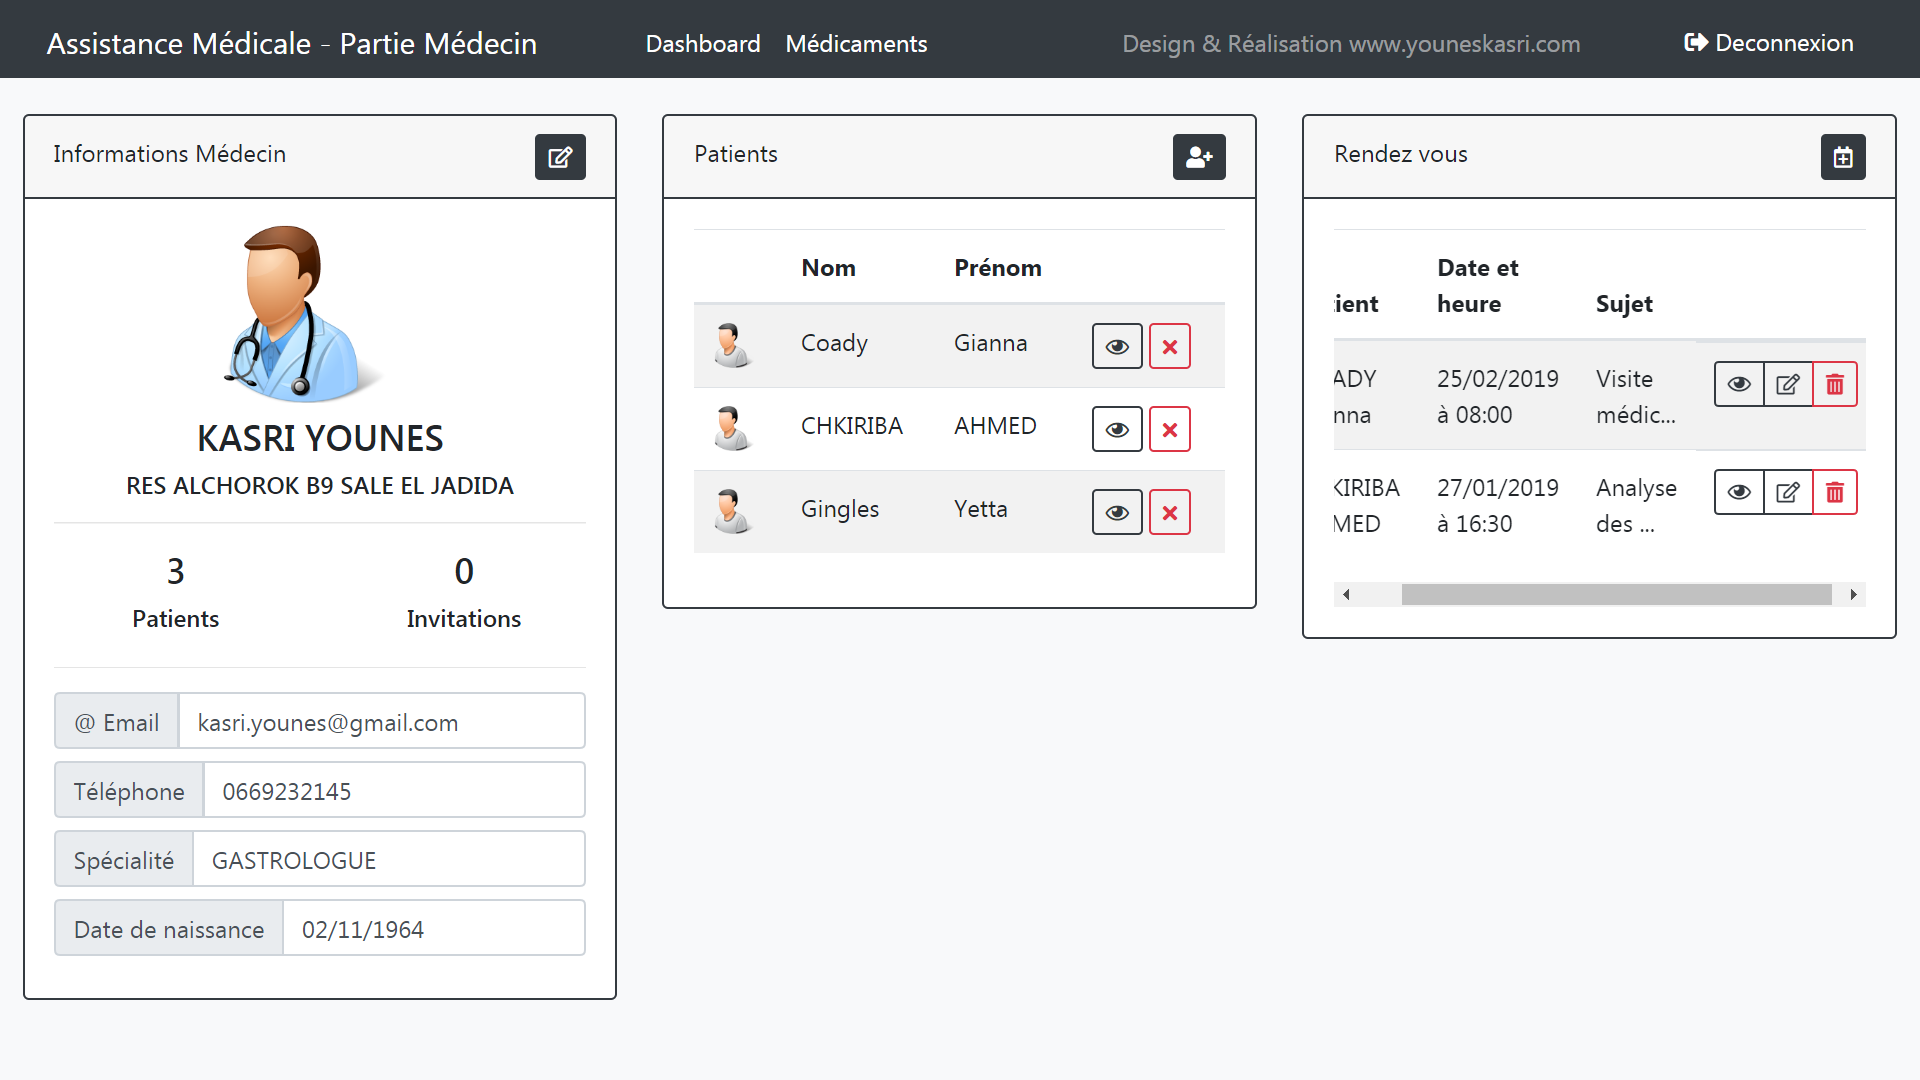 Assistance Médicale - Partie Médecin
Dashboard
Médicaments
Design & Réalisation www.youneskasri.com
Deconnexion
Informations Médecin
KASRI YOUNES
RES ALCHOROK B9 SALE EL JADIDA
3
Patients
0
Invitations
@ Email kasri.younes@gmail.com
Téléphone 0669232145
Spécialité GASTROLOGUE
Date de naissance 02/11/1964
Patients
Nom Prénom
Coady Gianna
CHKIRIBA AHMED
Gingles Yetta
Rendez vous
Date et
tient heure Sujet
ADY 25/02/2019 Visite
nna à 08:00 médic...
KIRIBA 27/01/2019 Analyse
MED à 16:30 des ...